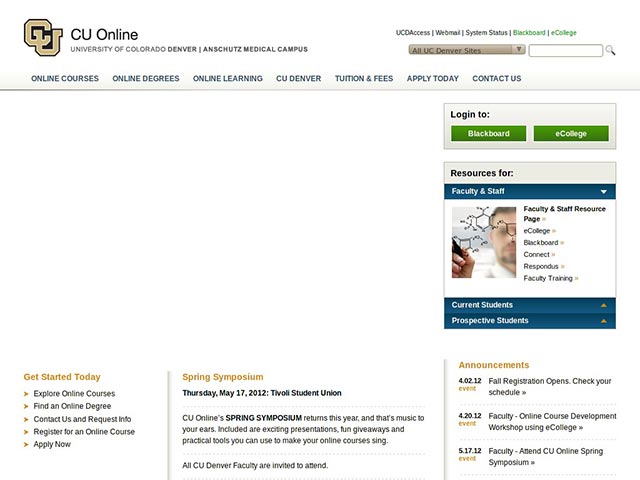 CU Online
UNIVERSITY OF COLORADO DENVER | ANSCHUTZ MEDICAL CAMPUS
UCDAccess | Webmail | System Status | Blackboard | eCollege
All UC Denver Sites
ONLINE COURSES ONLINE DEGREES ONLINE LEARNING CU DENVER TUITION & FEES APPLY TODAY CONTACT US
Login to:
Blackboard eCollege
Resources for:
Faculty & Staff
Faculty & Staff Resource
Page »
eCollege »
Blackboard »
Connect »
Respondus »
Faculty Training »
Current Students
Prospective Students
Get Started Today
Explore Online Courses
Find an Online Degree
Contact Us and Request Info
Register for an Online Course
Apply Now
Spring Symposium
Thursday, May 17, 2012: Tivoli Student Union
CU Online's SPRING SYMPOSIUM returns this year, and that's music to
your ears. Included are exciting presentations, fun giveaways and
practical tools you can use to make your online courses sing.
All CU Denver Faculty are invited to attend.
Announcements
4.02.12 Fall Registration Opens. Check your
event schedule »
4.20.12 Faculty - Online Course Development
event Workshop using eCollege »
5.17.12 Faculty - Attend CU Online Spring
event Symposium »